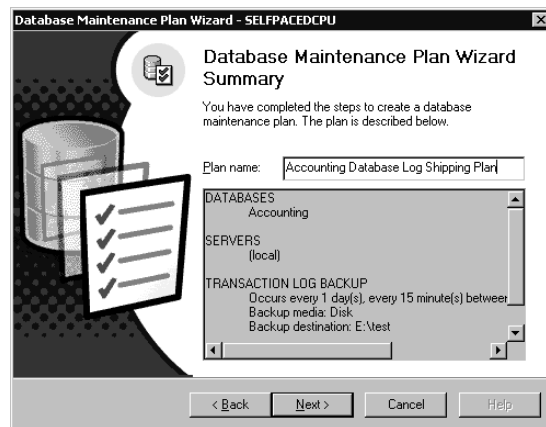 Database Maintenance Plan Wizard - SELFPACEDCPU
Database Maintenance Plan Wizard
Summary
You have completed the steps to create a database
maintenance plan. The plan is described below.
Plan name: Accounting Database Log Shipping Plan
DATABASES
Accounting
SERVERS
(local)
TRANSACTION LOG BACKUP
Occurs every 1 day(s), every 15 minute(s) between
Backup media: Disk
Backup destination: E:\test
< Back Next > Cancel Help